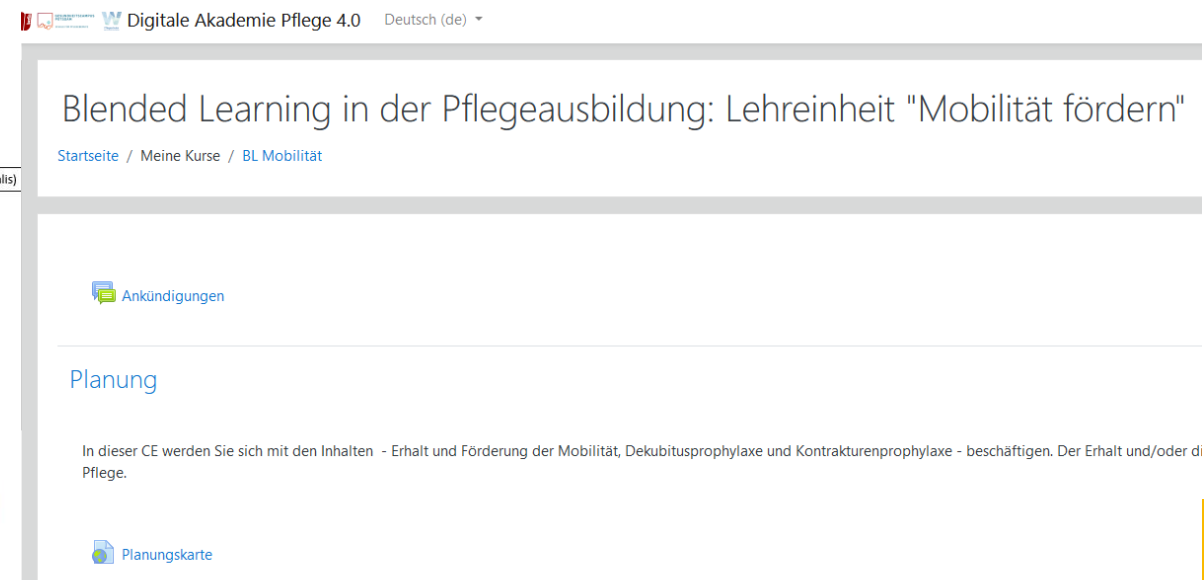 Digitale Akademie Pflege 4.0 Deutsch (de)
Blended Learning in der Pflegeausbildung: Lehreinheit "Mobilität fördern"
Startseite / Meine Kurse / BL Mobilität
lis)
Ankündigungen
Planung
In dieser CE werden Sie sich mit den Inhalten - Erhalt und Förderung der Mobilität, Dekubitusprophylaxe und Kontrakturenprophylaxe - beschäftigen. Der Erhalt und/oder di
Pflege.
Planungskarte